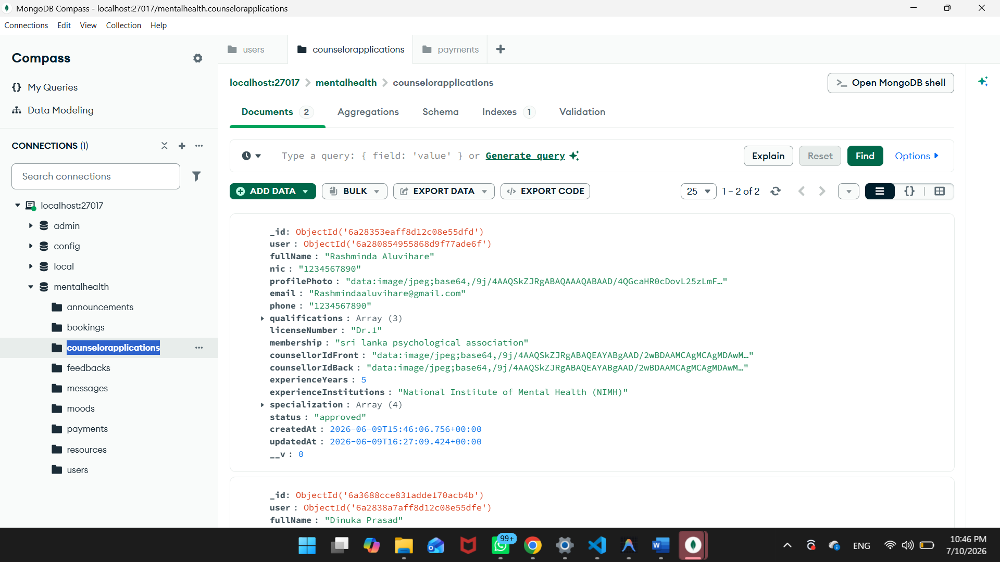 MongoDB Compass - localhost:27017/mentalhealth.counselorapplications
Connections Edit View Collection Help
Compass
My Queries
Data Modeling
CONNECTIONS (1)
Search connections
localhost:27017
admin
config
local
mentalhealth
announcements
bookings
counselorapplications
feedbacks
messages
moods
payments
resources
users
users counselorapplications payments
localhost:27017 mentalhealth counselorapplications
Open MongoDB shell
Documents 2 Aggregations Schema Indexes 1 Validation
Type a query: { field: 'value' } or Generate query
Explain Reset Find Options
ADD DATA BULK EXPORT DATA EXPORT CODE 25 1 – 2 of 2
_id: ObjectId('6a28353eaff8d12c08e55dfd')
user : ObjectId('6a280854955868d9f77ade6f')
fullName : "Rashminda Aluvihare"
nic : "1234567890"
profilePhoto : "data:image/jpeg;base64,/9j/4AAQSkZJRgABAQAAAQABAAD/4QGcaHR0cDovL25zLmF…"
email : "Rashmindaaluvihare@gmail.com"
phone : "1234567890"
qualifications : Array (3)
licenseNumber : "Dr.1"
membership : "sri lanka psychological association"
counsellorIdFront : "data:image/jpeg;base64,/9j/4AAQSkZJRgABAQEAYABgAAD/2wBDAAMCAgMCAgMDAwM…"
counsellorIdBack : "data:image/jpeg;base64,/9j/4AAQSkZJRgABAQEAYABgAAD/2wBDAAMCAgMCAgMDAwM…"
experienceYears : 5
experienceInstitutions : "National Institute of Mental Health (NIMH)"
specialization : Array (4)
status : "approved"
createdAt : 2026-06-09T15:46:06.756+00:00
updatedAt : 2026-06-09T16:27:09.424+00:00
__v : 0
_id: ObjectId('6a3688cce831adde170acb4b')
user : ObjectId('6a2838a7aff8d12c08e55dfe')
fullName : "Dinuka Prasad"
99+
ENG
10:46 PM
7/10/2026